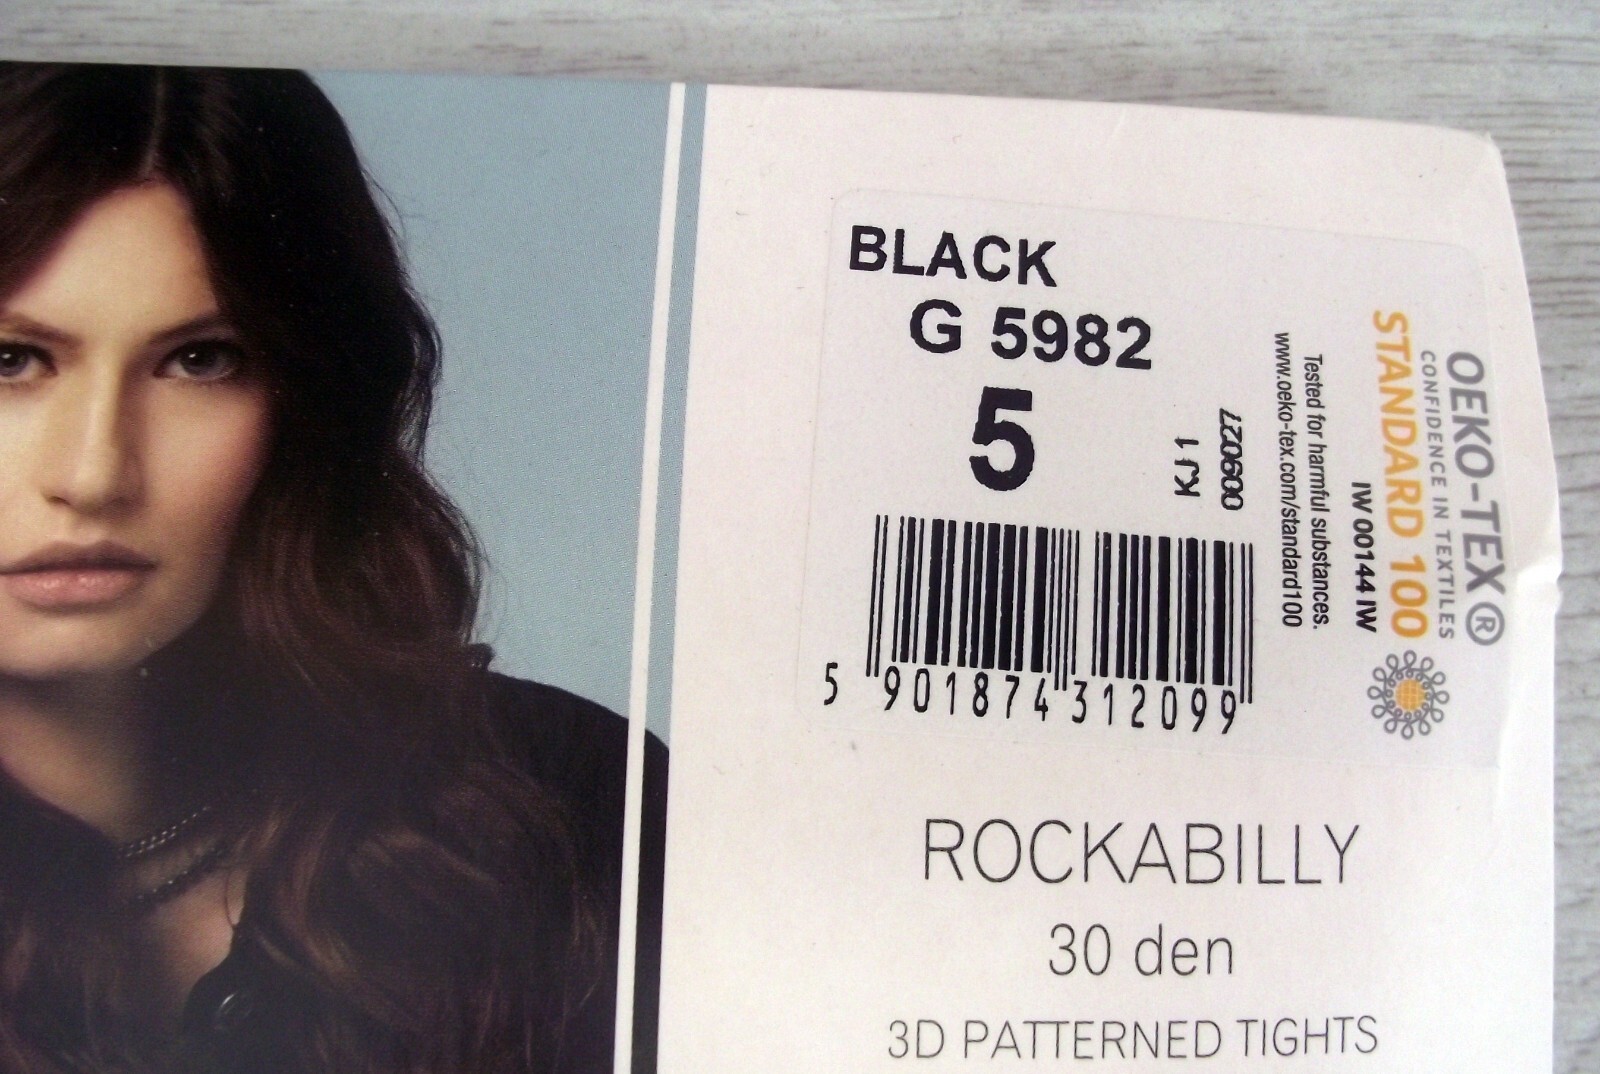 BLACK
G 5982
5
KJ 1
0090227
5 901874 312099
Tested for harmful substances.
www.oeko-tex.com/standard100
IW 00144 IW
STANDARD 100
CONFIDENCE IN TEXTILES
OEKO-TEX®
ROCKABILLY
30 den
3D PATTERNED TIGHTS